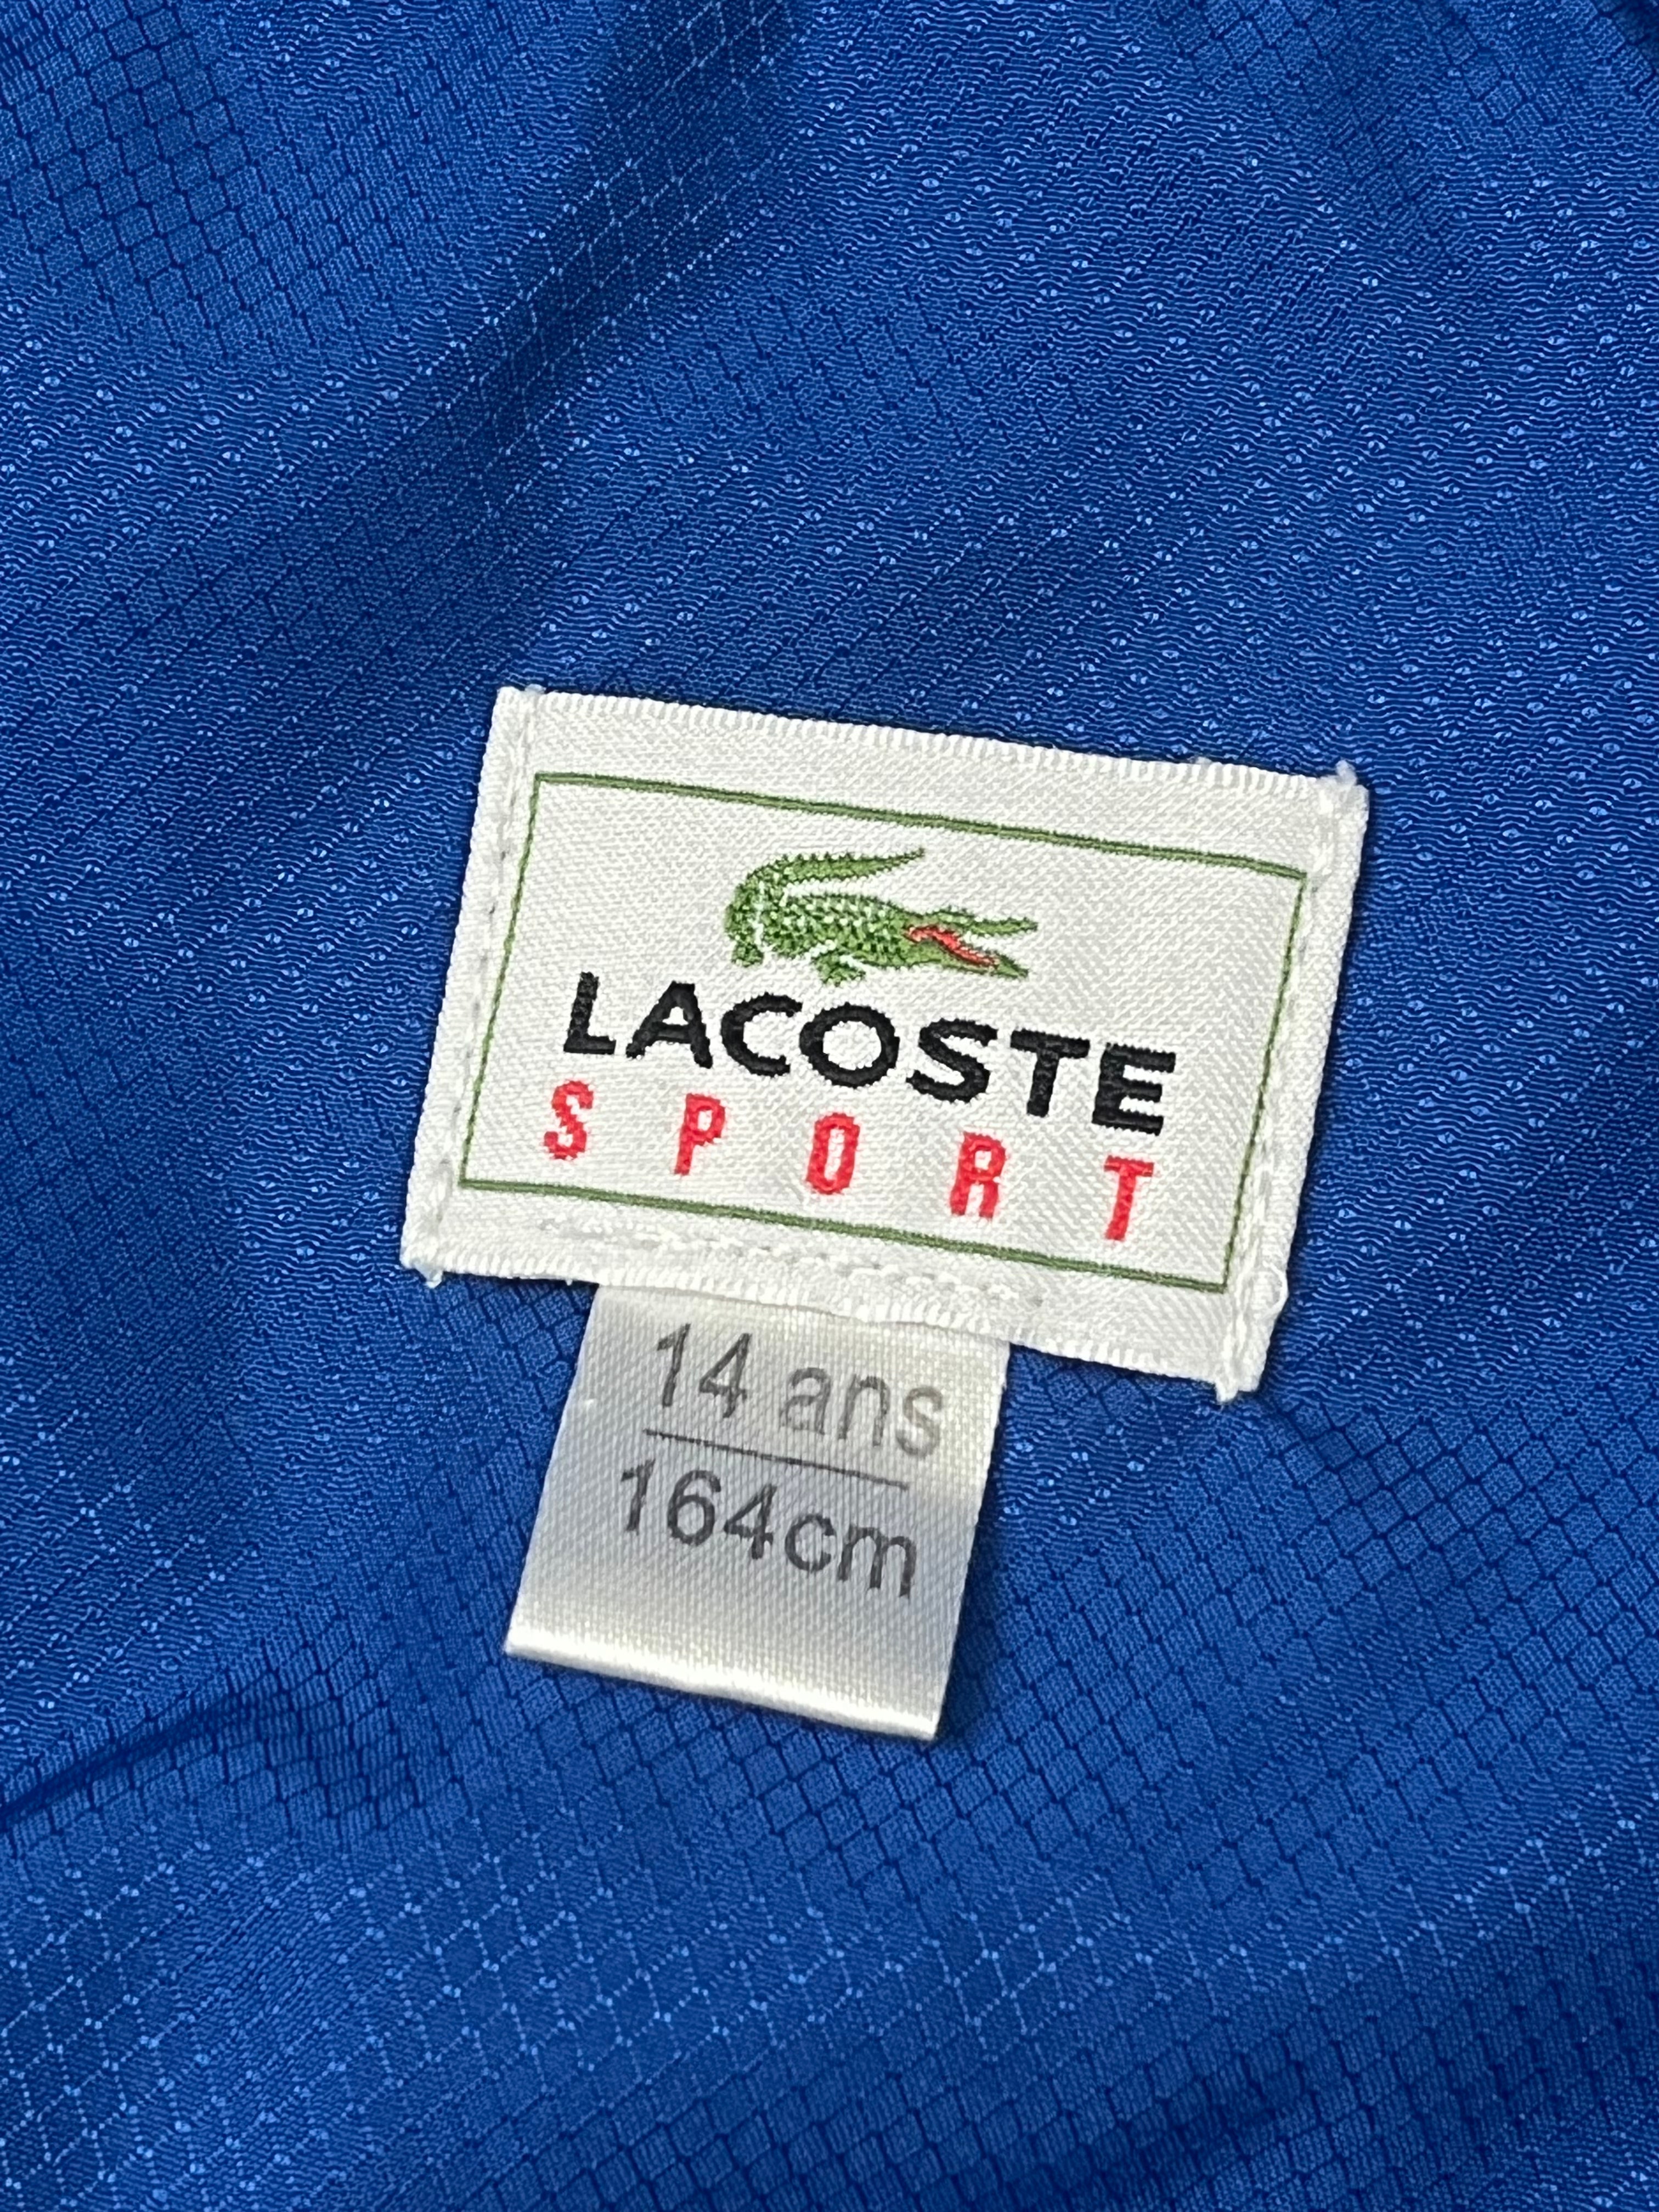 LACOSTE
SPORT
14 ans
164cm